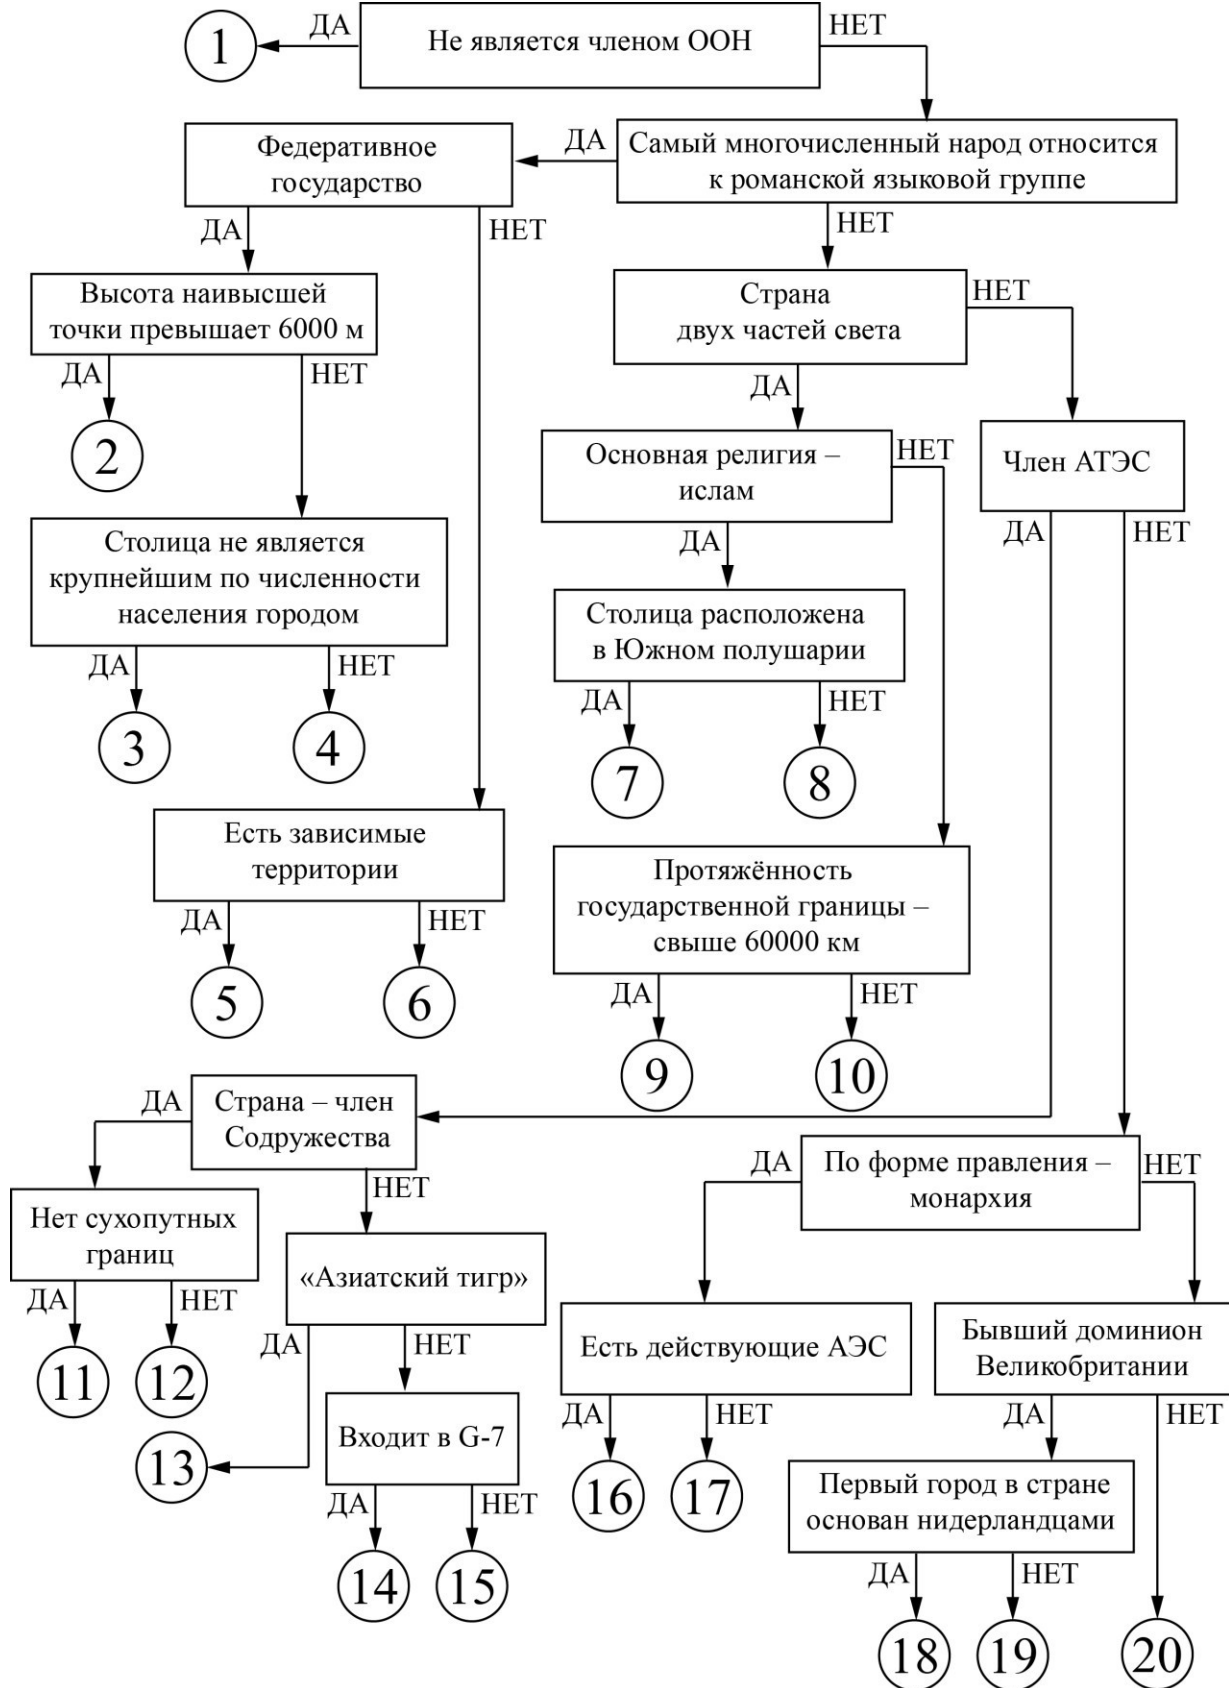 Не является членом ООН
ДА
НЕТ
1
Самый многочисленный народ относится
к романской языковой группе
ДА
НЕТ
Федеративное
государство
ДА
НЕТ
Высота наивысшей
точки превышает 6000 м
ДА
НЕТ
2
Столица не является
крупнейшим по численности
населения городом
ДА
НЕТ
3
4
Есть зависимые
территории
ДА
НЕТ
5
6
Страна
двух частей света
НЕТ
ДА
Основная религия –
ислам
НЕТ
ДА
Столица расположена
в Южном полушарии
ДА
НЕТ
7
8
Протяжённость
государственной границы –
свыше 60000 км
ДА
НЕТ
9
10
Член АТЭС
ДА
НЕТ
Страна – член
Содружества
ДА
НЕТ
Нет сухопутных
границ
ДА
НЕТ
11
12
«Азиатский тигр»
ДА
НЕТ
13
Входит в G-7
ДА
НЕТ
14
15
По форме правления –
монархия
ДА
НЕТ
Есть действующие АЭС
ДА
НЕТ
16
17
Бывший доминион
Великобритании
ДА
НЕТ
Первый город в стране
основан нидерландцами
ДА
НЕТ
18
19
20